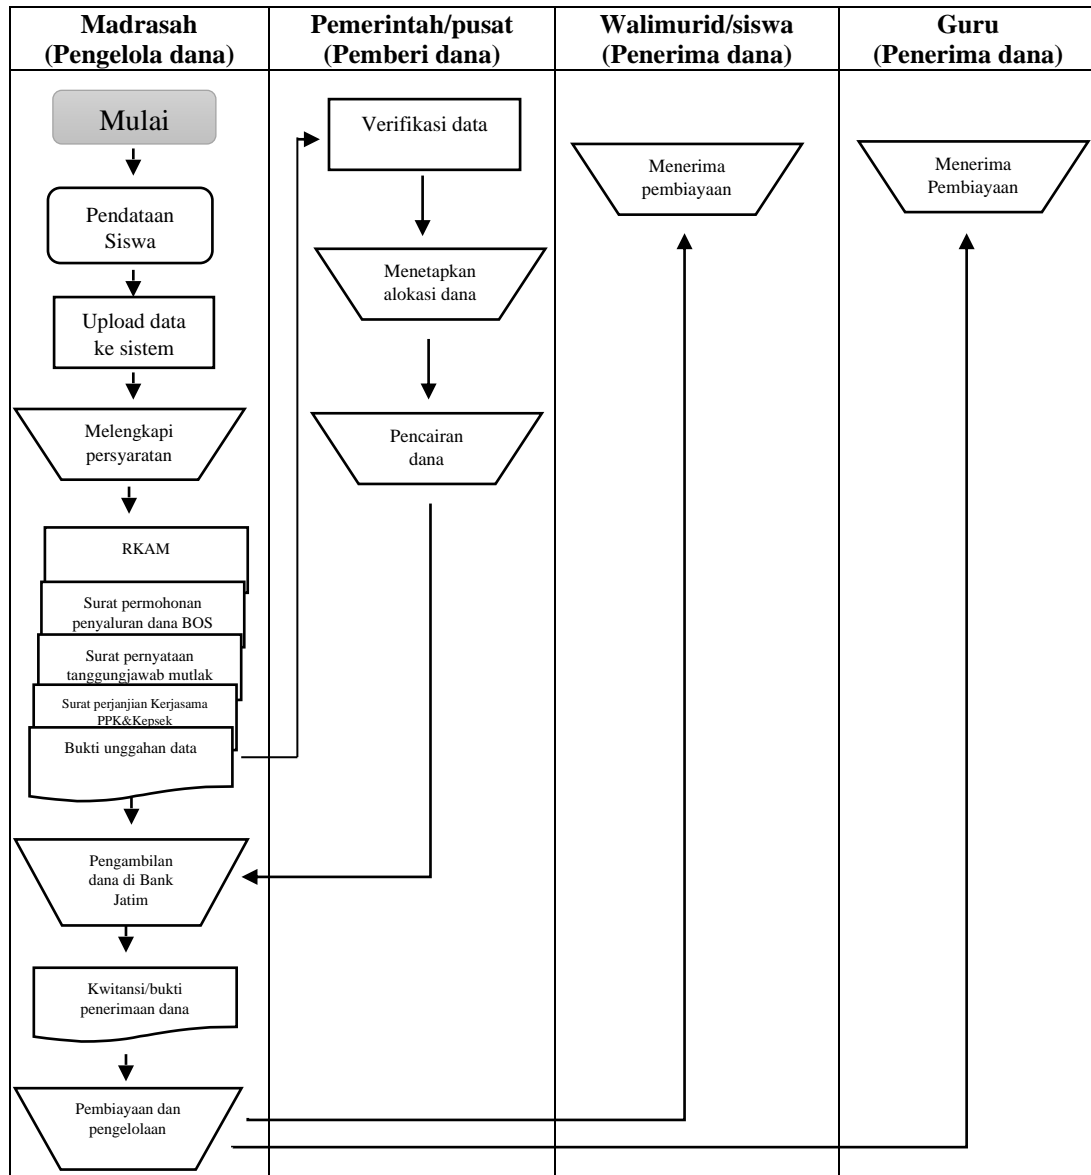 Madrasah
(Pengelola dana)
Pemerintah/pusat
(Pemberi dana)
Walimurid/siswa
(Penerima dana)
Guru
(Penerima dana)
Mulai
Pendataan
Siswa
Upload data
ke sistem
Melengkapi
persyaratan
RKAM
Surat permohonan
penyaluran dana BOS
Surat pernyataan
tanggungjawab mutlak
Surat perjanjian Kerjasama
PPK&Kepsek
Bukti unggahan data
Pengambilan
dana di Bank
Jatim
Kwitansi/bukti
penerimaan dana
Pembiayaan dan
pengelolaan
Verifikasi data
Menetapkan
alokasi dana
Pencairan
dana
Menerima
pembiayaan
Menerima
Pembiayaan